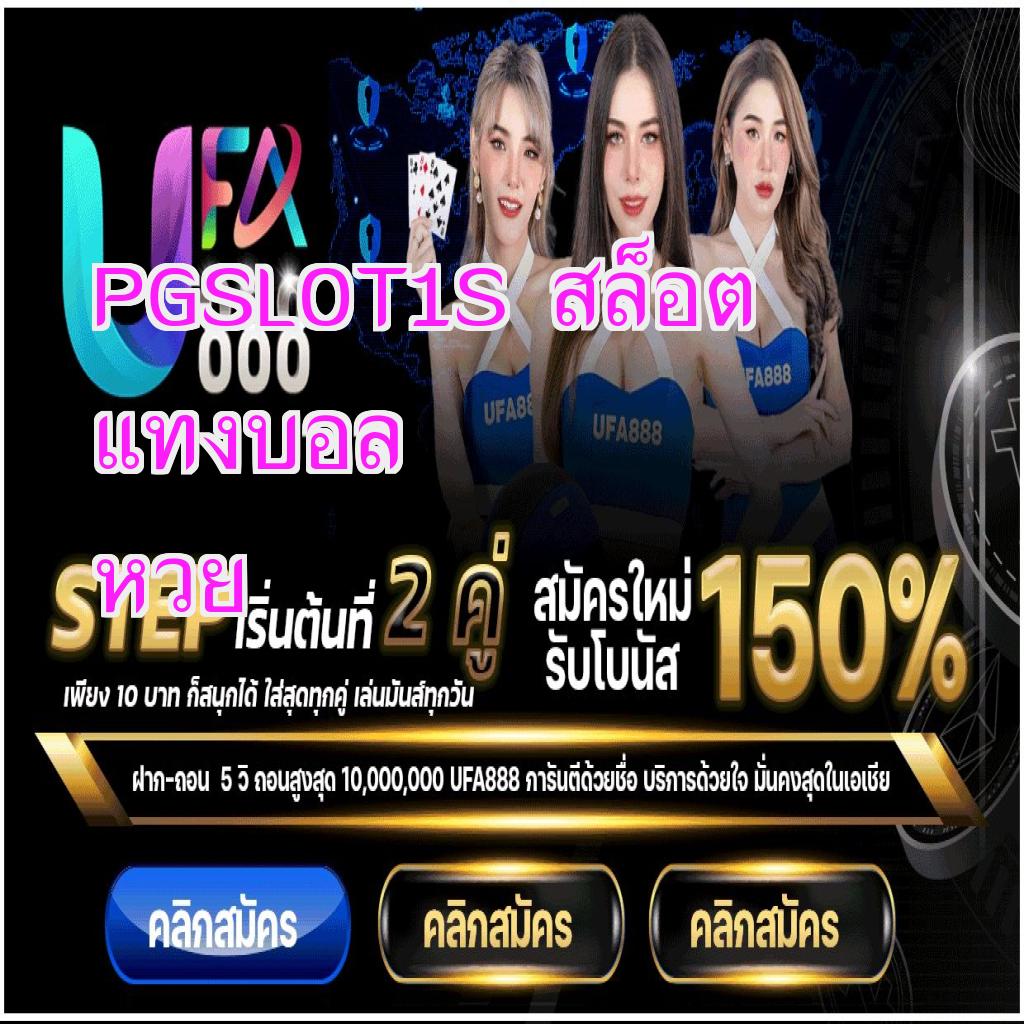 UFA
888
PGSLOT1S สล็อต
UFA888
UFA888
UFA888
แทงบอล
หวย
STEP เริ่มต้นที่ 2 คู่
เพียง 10 บาท ก็สนุกได้ ใส่สุดทุกคู่ เล่นมันส์ทุกวัน
สมัครใหม่
รับโบนัส
150%
ฝาก-ถอน 5 วิ ถอนสูงสุด 10,000,000 UFA888 การันตีด้วยชื่อ บริการด้วยใจ มั่นคงสุดในเอเชีย
คลิกสมัคร
คลิกสมัคร
คลิกสมัคร